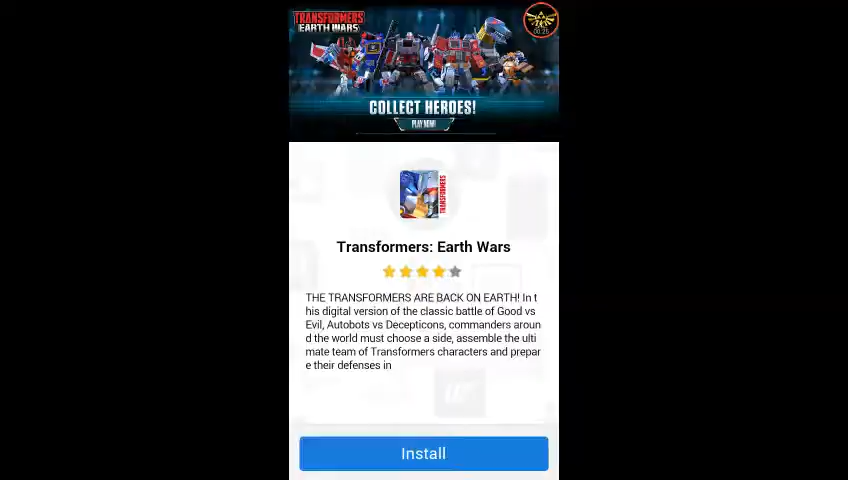 TRANSFORMERS
EARTH WARS
00:25
COLLECT HEROES!
PLAY NOW!
TRANSFORMERS
Transformers: Earth Wars
THE TRANSFORMERS ARE BACK ON EARTH! In t
his digital version of the classic battle of Good vs
Evil, Autobots vs Decepticons, commanders aroun
d the world must choose a side, assemble the ulti
mate team of Transformers characters and prepar
e their defenses in
Install